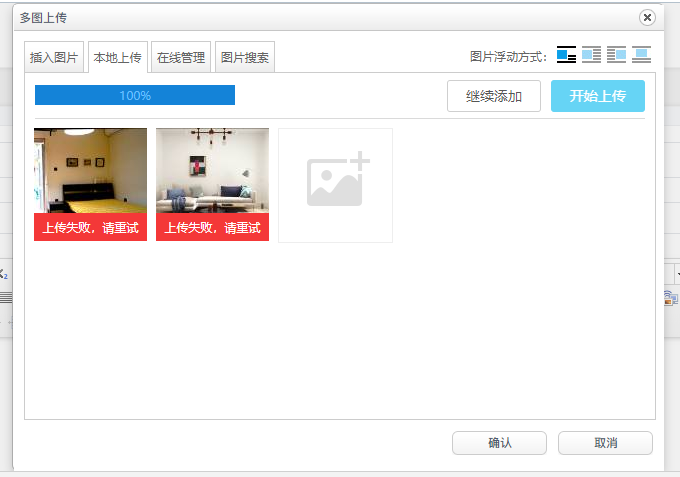 多图上传
插入图片 本地上传 在线管理 图片搜索 图片浮动方式:
100% 继续添加 开始上传
上传失败，请重试 上传失败，请重试
确认 取消